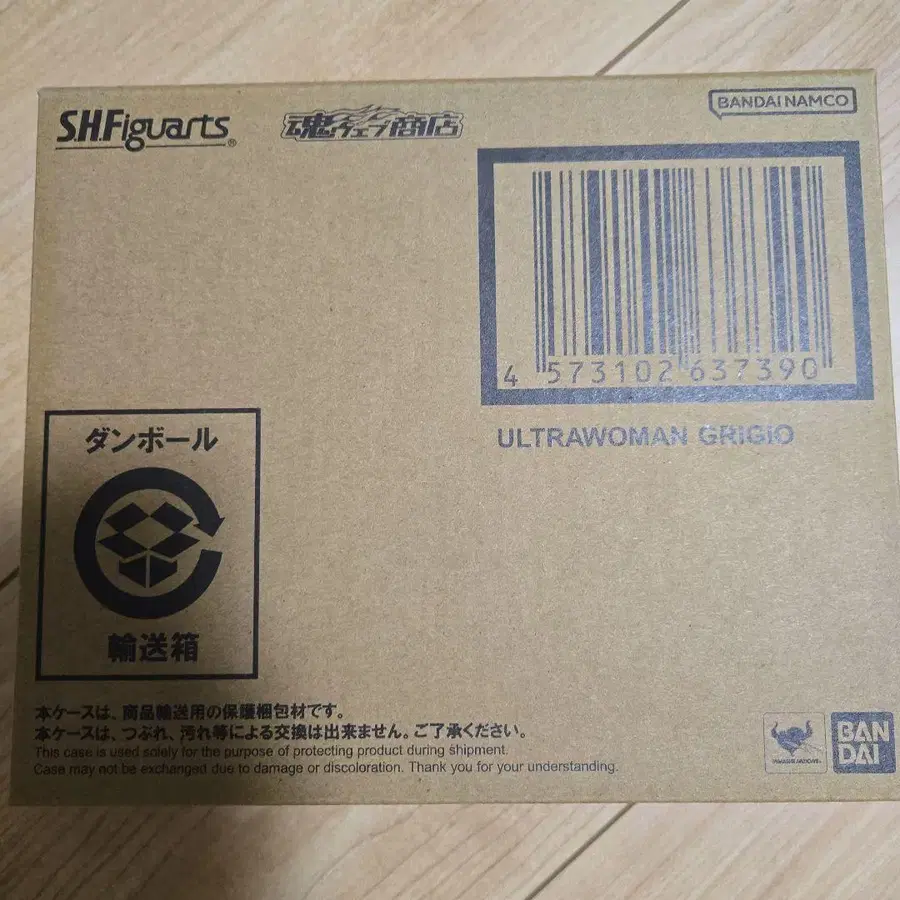 S.H.Figuarts®
魂ウェブ商店
BANDAI NAMCO
4 573102 637390
ULTRAWOMAN GRIGIO
ダンボール
輸送箱
本ケースは、商品輸送用の保護梱包材です。
本ケースは、つぶれ、汚れ等による交換は出来ません。ご了承ください。
This case is used solely for the purpose of protecting product during shipment.
Case may not be exchanged due to damage or discoloration. Thank you for your understanding.
BAN
DAI